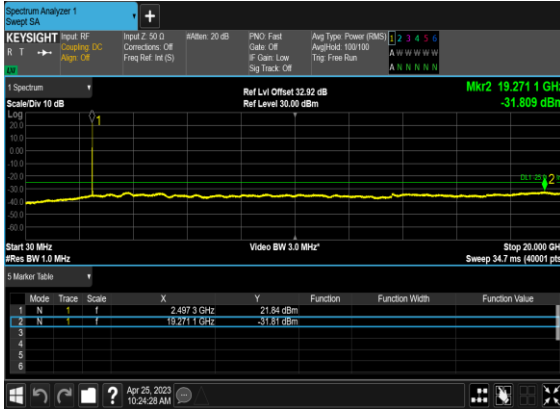 Spectrum Analyzer 1
Swept SA
+
KEYSIGHT Input: RF Input Z: 50 Ω #Atten: 20 dB PNO: Fast Avg Type: Power (RMS) 1 2 3 4 5 6
R T Coupling: DC Corrections: Off Gate: Off Avg|Hold: 100/100 A W W W W W
Align: Off Freq Ref: Int (S) IF Gain: Low Trig: Free Run
Sig Track: Off A N N N N N
1 Spectrum Ref Lvl Offset 32.92 dB Mkr2 19.271 1 GHz
Scale/Div 10 dB Ref Level 30.00 dBm -31.809 dBm
Log
20.0
10.0
0.00
-10.0
-20.0
-30.0
-40.0
-50.0
-60.0
1
2
Start 30 MHz Video BW 3.0 MHz* Stop 20.000 GHz
#Res BW 1.0 MHz Sweep 34.7 ms (40001 pts)
5 Marker Table
Mode Trace Scale X Y Function Function Width Function Value
1 N 1 f 2.497 3 GHz 21.84 dBm
2 N 1 f 19.271 1 GHz -31.81 dBm
3
4
5
6
? Apr 25, 2023
10:24:28 AM